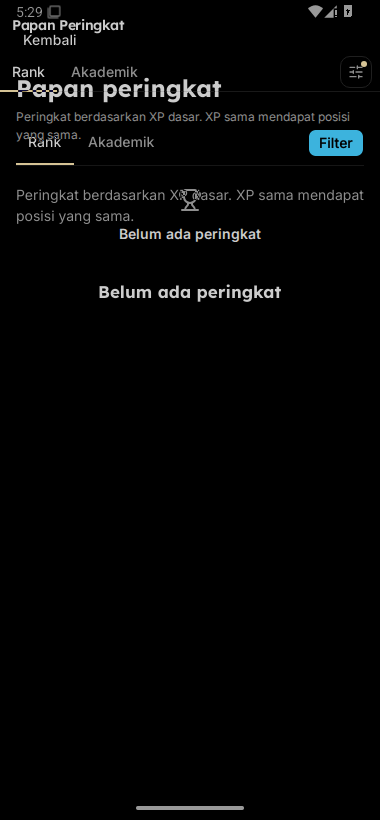 5:29
Papan Peringkat
Kembali
Rank Akademik
Papan peringkat
Peringkat berdasarkan XP dasar. XP sama mendapat posisi
yang sama.
Rank Akademik Filter
Peringkat berdasarkan XP dasar. XP sama mendapat
posisi yang sama.
Belum ada peringkat
Belum ada peringkat